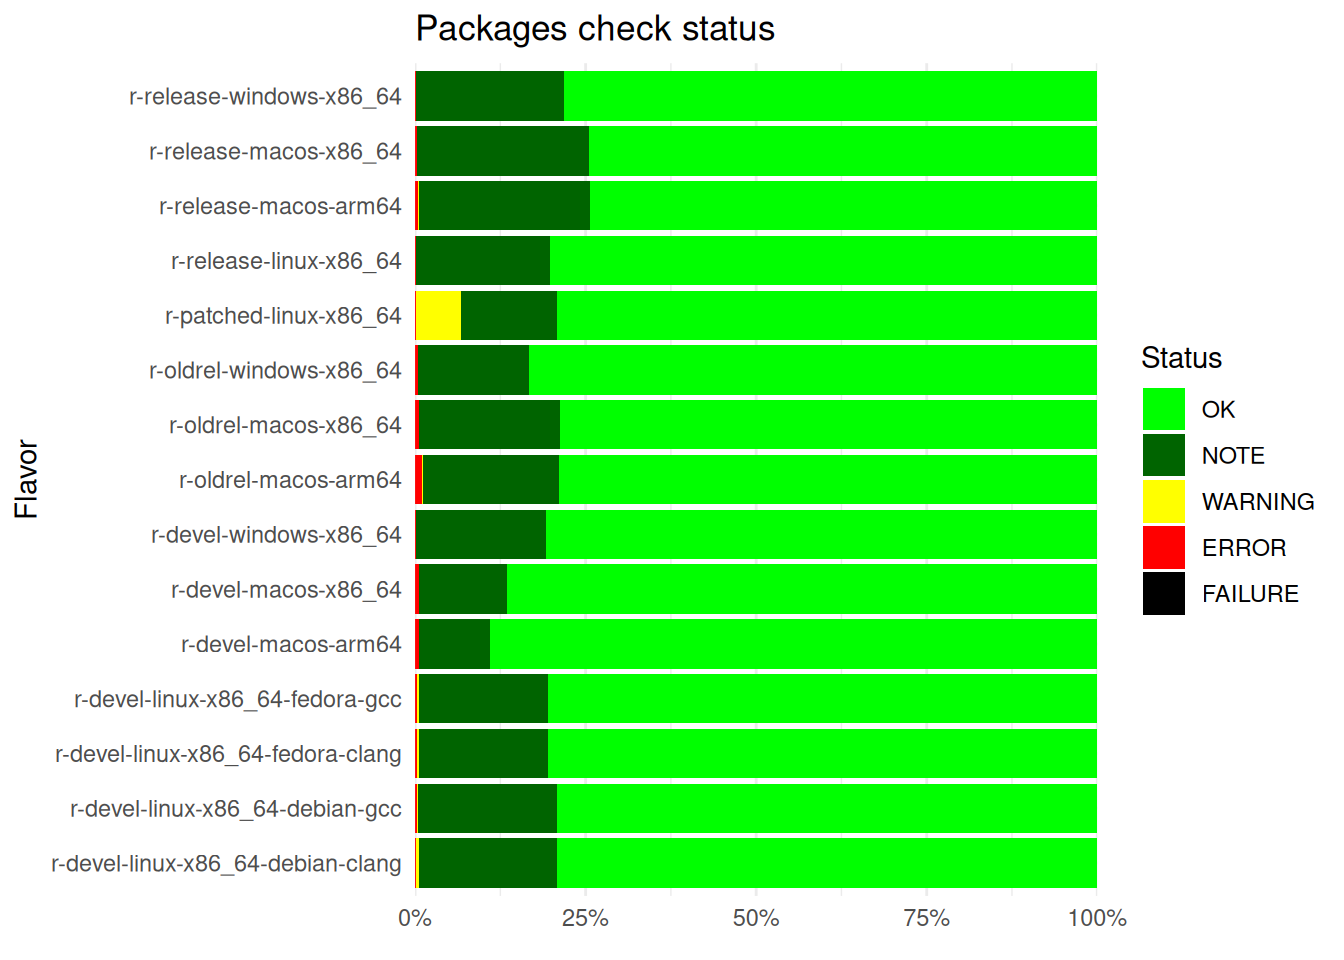 Packages check status
Flavor
r-release-windows-x86_64
r-release-macos-x86_64
r-release-macos-arm64
r-release-linux-x86_64
r-patched-linux-x86_64
r-oldrel-windows-x86_64
r-oldrel-macos-x86_64
r-oldrel-macos-arm64
r-devel-windows-x86_64
r-devel-macos-x86_64
r-devel-macos-arm64
r-devel-linux-x86_64-fedora-gcc
r-devel-linux-x86_64-fedora-clang
r-devel-linux-x86_64-debian-gcc
r-devel-linux-x86_64-debian-clang
0% 25% 50% 75% 100%
Status
OK
NOTE
WARNING
ERROR
FAILURE